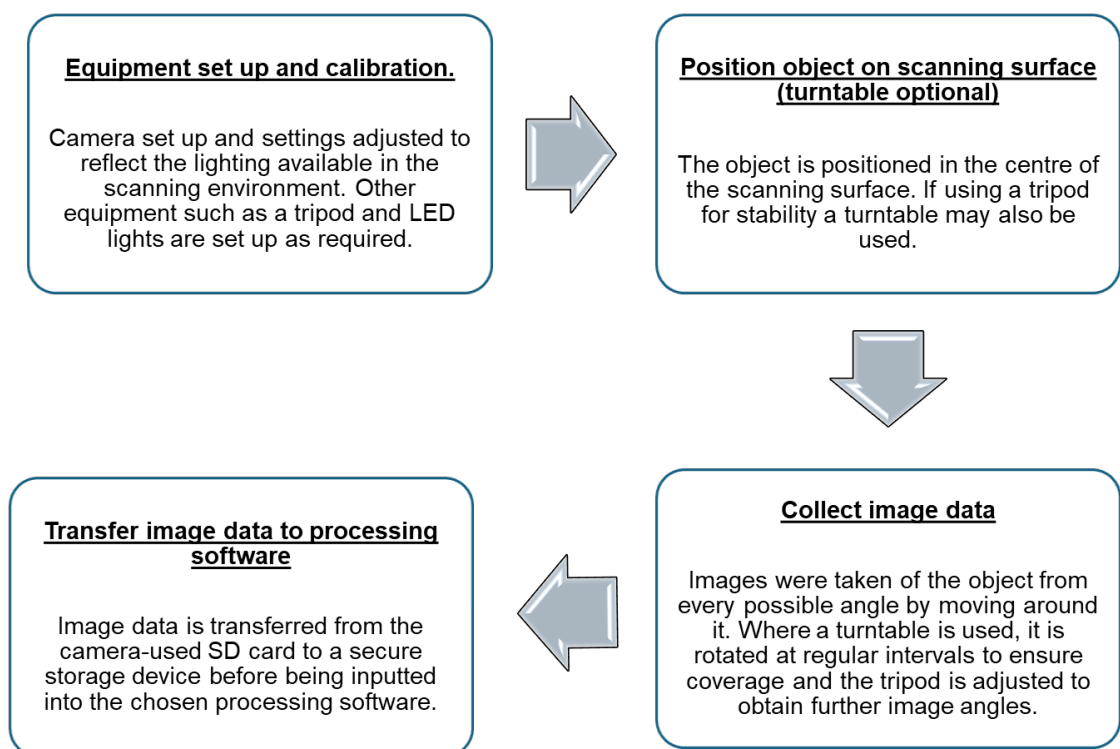 Equipment set up and calibration.
Camera set up and settings adjusted to
reflect the lighting available in the
scanning environment. Other
equipment such as a tripod and LED
lights are set up as required.
Position object on scanning surface
(turntable optional)
The object is positioned in the centre of
the scanning surface. If using a tripod
for stability a turntable may also be
used.
Collect image data
Images were taken of the object from
every possible angle by moving around
it. Where a turntable is used, it is
rotated at regular intervals to ensure
coverage and the tripod is adjusted to
obtain further image angles.
Transfer image data to processing
software
Image data is transferred from the
camera-used SD card to a secure
storage device before being inputted
into the chosen processing software.